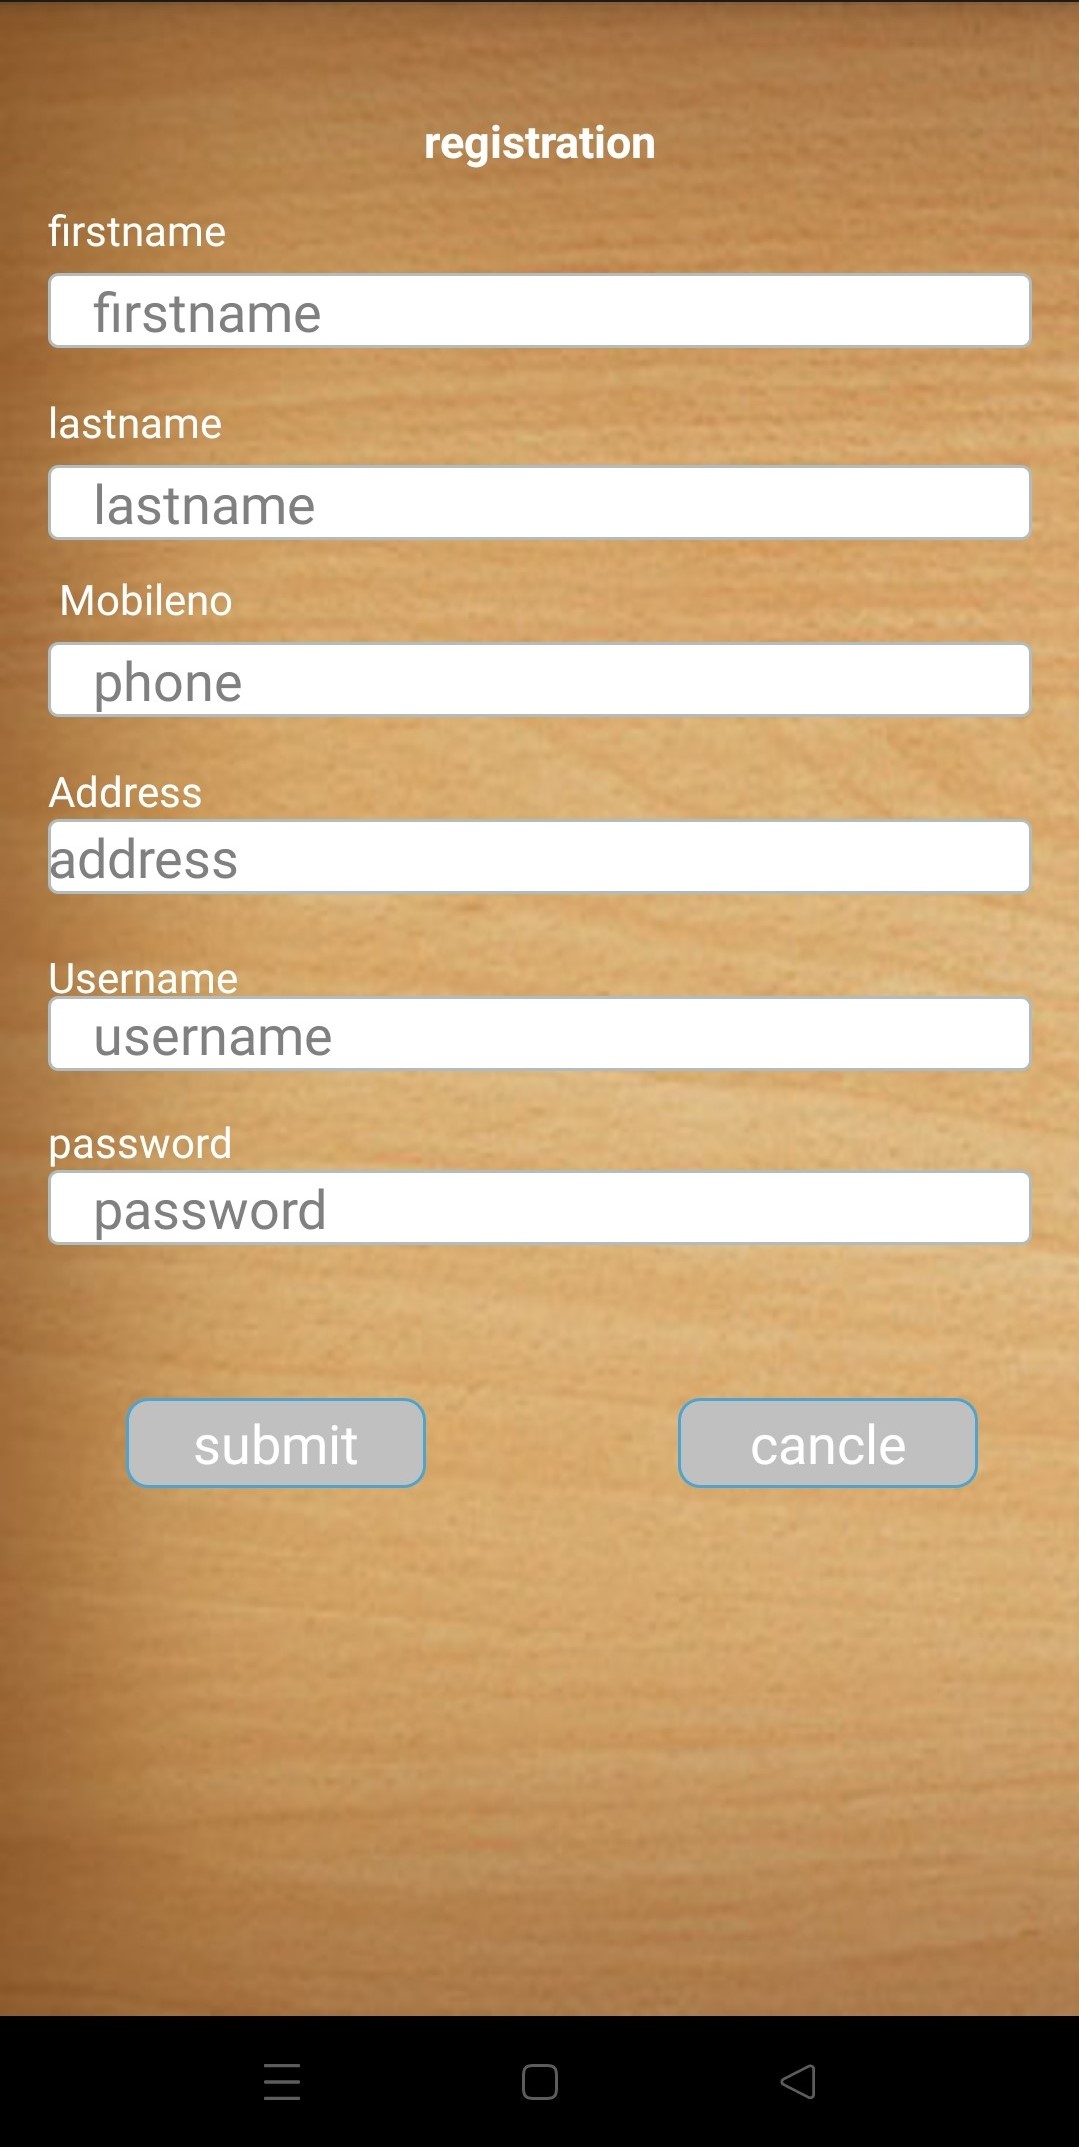 registration
firstname
firstname
lastname
lastname
Mobileno
phone
Address
address
Username
username
password
password
submit
cancle